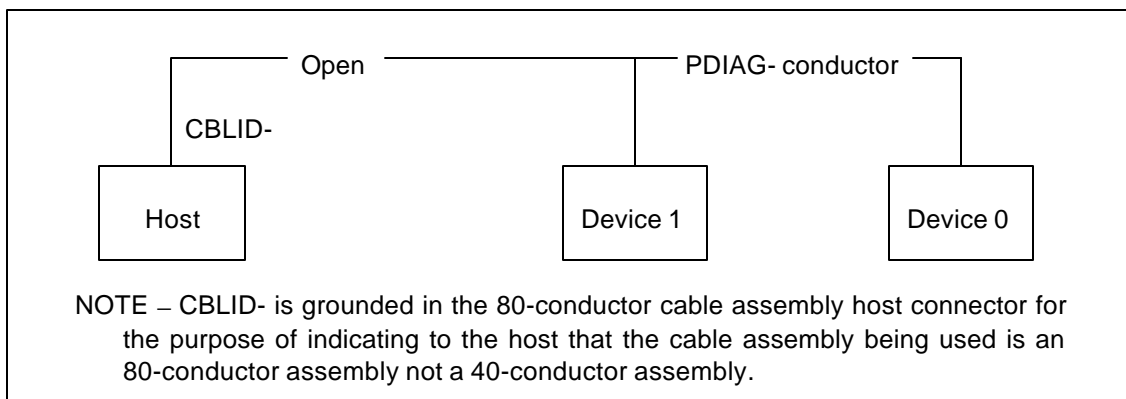 Open
PDIAG- conductor
CBLID-
Host
Device 1
Device 0
NOTE – CBLID- is grounded in the 80-conductor cable assembly host connector for
the purpose of indicating to the host that the cable assembly being used is an
80-conductor assembly not a 40-conductor assembly.